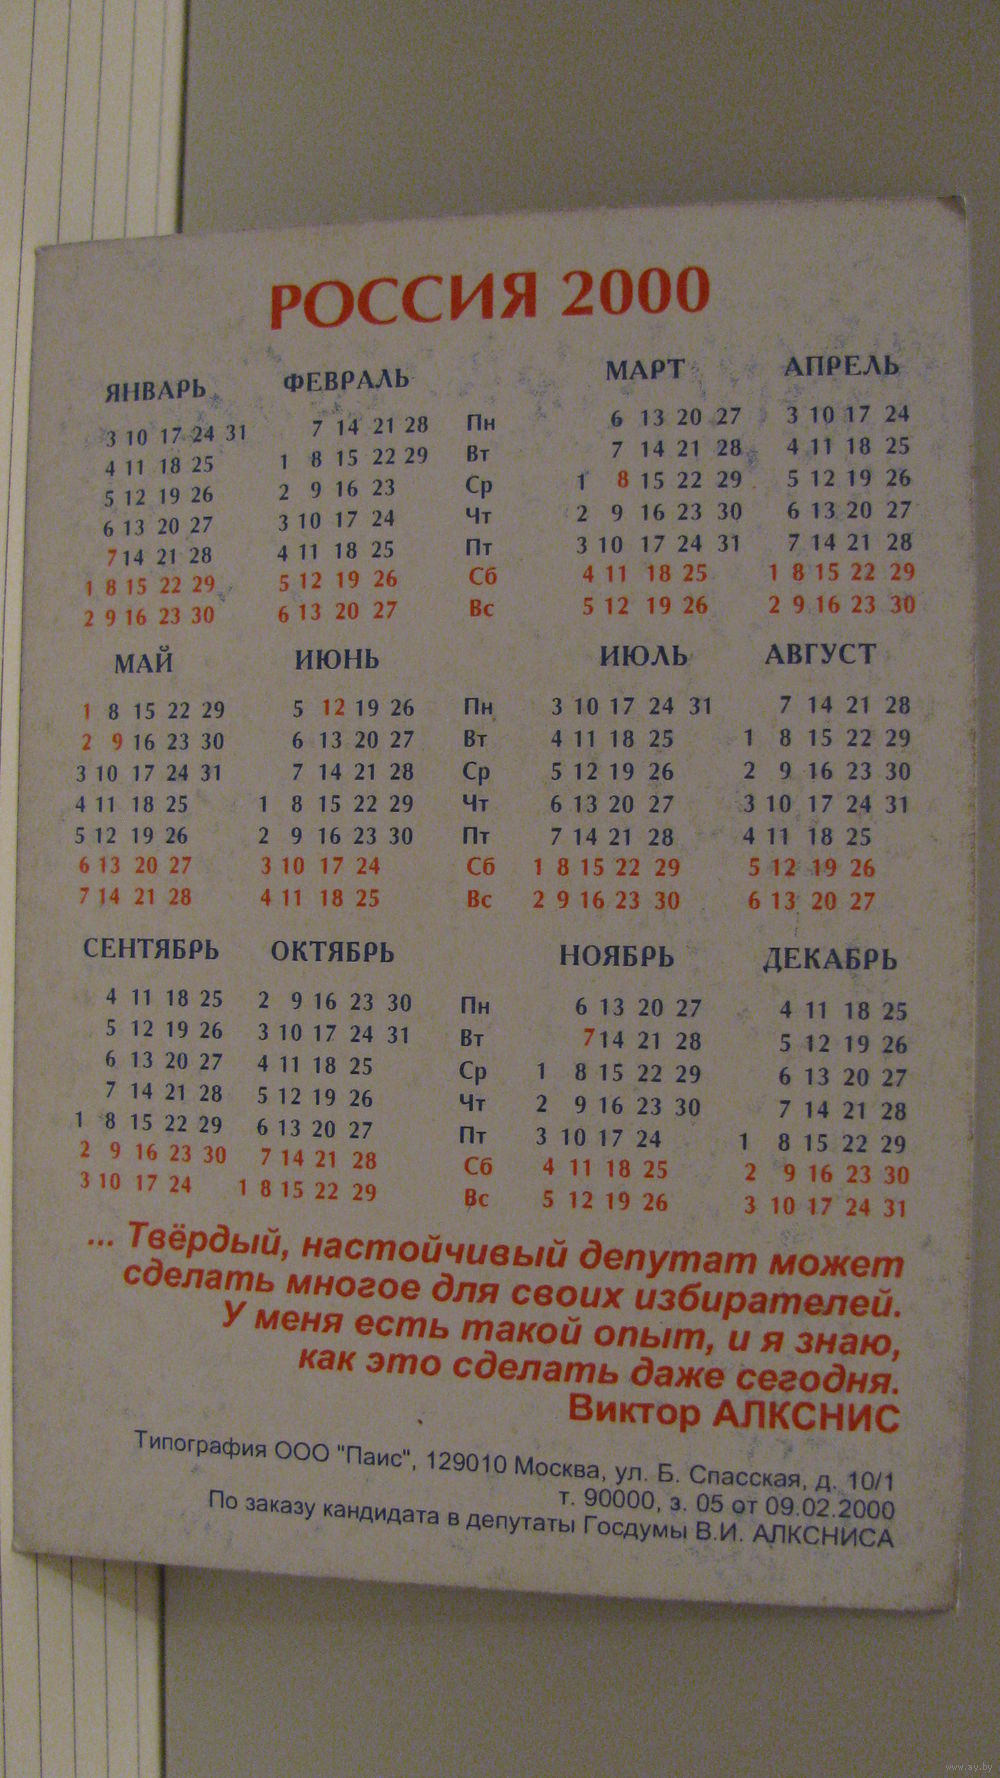 РОССИЯ 2000
ЯНВАРЬ ФЕВРАЛЬ МАРТ АПРЕЛЬ
3 10 17 24 31 7 14 21 28 Пн 6 13 20 27 3 10 17 24
4 11 18 25 1 8 15 22 29 Вт 7 14 21 28 4 11 18 25
5 12 19 26 2 9 16 23 Ср 1 8 15 22 29 5 12 19 26
6 13 20 27 3 10 17 24 Чт 2 9 16 23 30 6 13 20 27
7 14 21 28 4 11 18 25 Пт 3 10 17 24 31 7 14 21 28
1 8 15 22 29 5 12 19 26 Сб 4 11 18 25 1 8 15 22 29
2 9 16 23 30 6 13 20 27 Вс 5 12 19 26 2 9 16 23 30
МАЙ ИЮНЬ ИЮЛЬ АВГУСТ
1 8 15 22 29 5 12 19 26 Пн 3 10 17 24 31 7 14 21 28
2 9 16 23 30 6 13 20 27 Вт 4 11 18 25 1 8 15 22 29
3 10 17 24 31 7 14 21 28 Ср 5 12 19 26 2 9 16 23 30
4 11 18 25 1 8 15 22 29 Чт 6 13 20 27 3 10 17 24 31
5 12 19 26 2 9 16 23 30 Пт 7 14 21 28 4 11 18 25
6 13 20 27 3 10 17 24 Сб 1 8 15 22 29 5 12 19 26
7 14 21 28 4 11 18 25 Вс 2 9 16 23 30 6 13 20 27
СЕНТЯБРЬ ОКТЯБРЬ НОЯБРЬ ДЕКАБРЬ
4 11 18 25 2 9 16 23 30 Пн 6 13 20 27 4 11 18 25
5 12 19 26 3 10 17 24 31 Вт 7 14 21 28 5 12 19 26
6 13 20 27 4 11 18 25 Ср 1 8 15 22 29 6 13 20 27
7 14 21 28 5 12 19 26 Чт 2 9 16 23 30 7 14 21 28
1 8 15 22 29 6 13 20 27 Пт 3 10 17 24 1 8 15 22 29
2 9 16 23 30 7 14 21 28 Сб 4 11 18 25 2 9 16 23 30
3 10 17 24 1 8 15 22 29 Вс 5 12 19 26 3 10 17 24 31
... Твёрдый, настойчивый депутат может
сделать многое для своих избирателей.
У меня есть такой опыт, и я знаю,
как это сделать даже сегодня.
Виктор АЛКСНИС
Типография ООО "Паис", 129010 Москва, ул. Б. Спасская, д. 10/1
т. 90000, з. 05 от 09.02.2000
По заказу кандидата в депутаты Госдумы В.И. АЛКСНИСА
www.ay.by